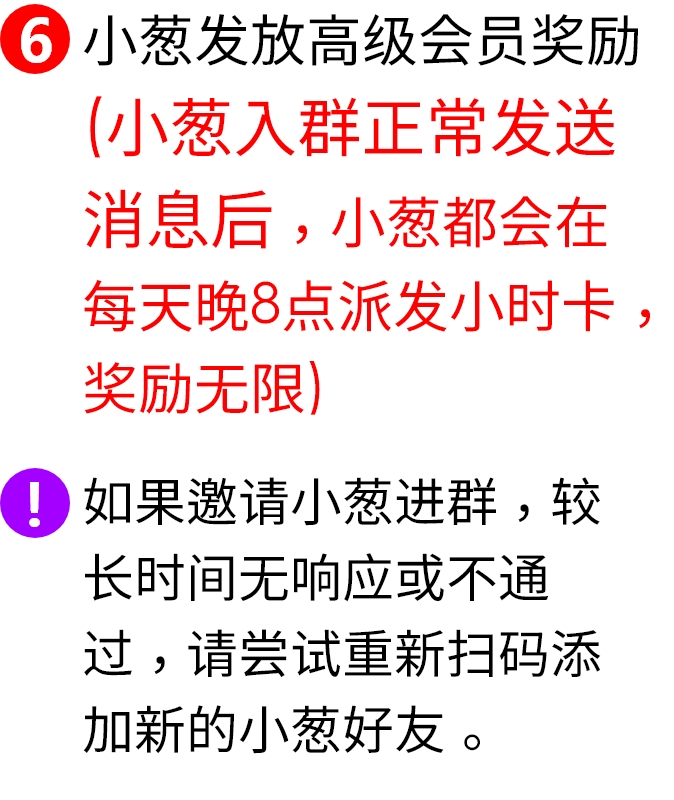 6 小葱发放高级会员奖励
(小葱入群正常发送
消息后，小葱都会在
每天晚8点派发小时卡，
奖励无限)
! 如果邀请小葱进群，较
长时间无响应或不通
过，请尝试重新扫码添
加新的小葱好友。